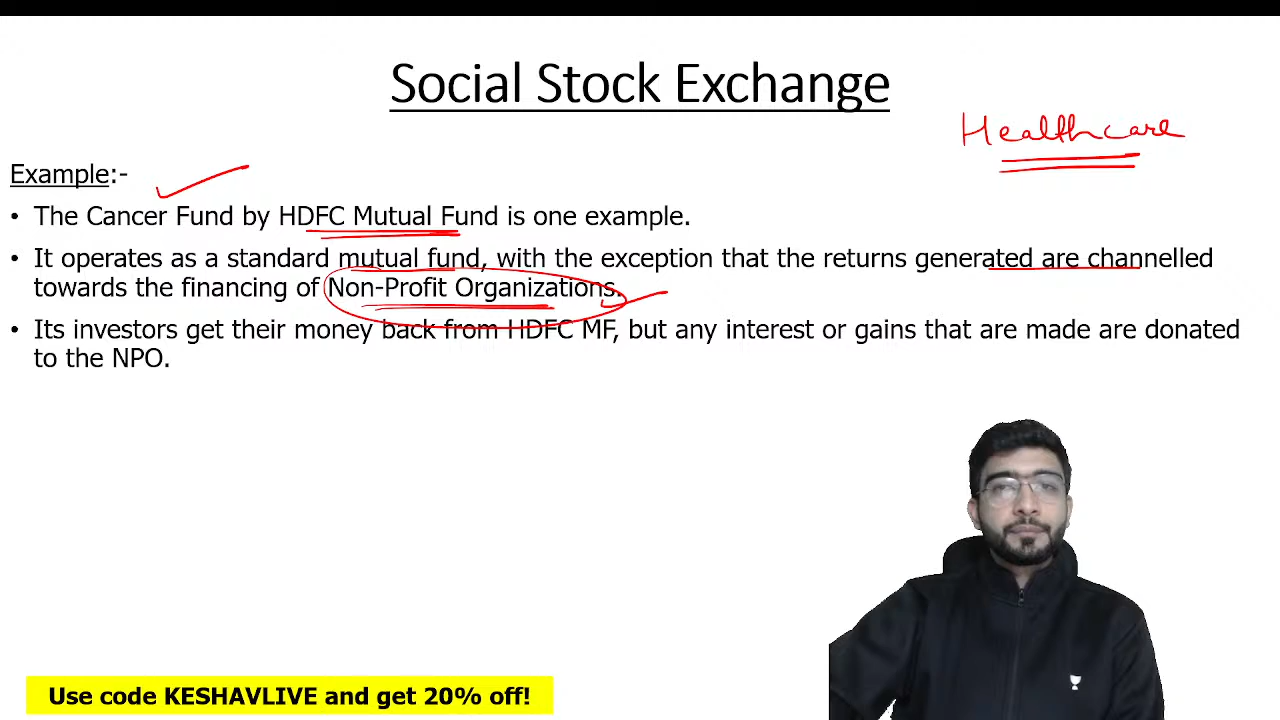 Social Stock Exchange
Healthcare
Example:-
• The Cancer Fund by HDFC Mutual Fund is one example.
• It operates as a standard mutual fund, with the exception that the returns generated are channelled
towards the financing of Non-Profit Organizations.
• Its investors get their money back from HDFC MF, but any interest or gains that are made are donated
to the NPO.
Use code KESHAVLIVE and get 20% off!